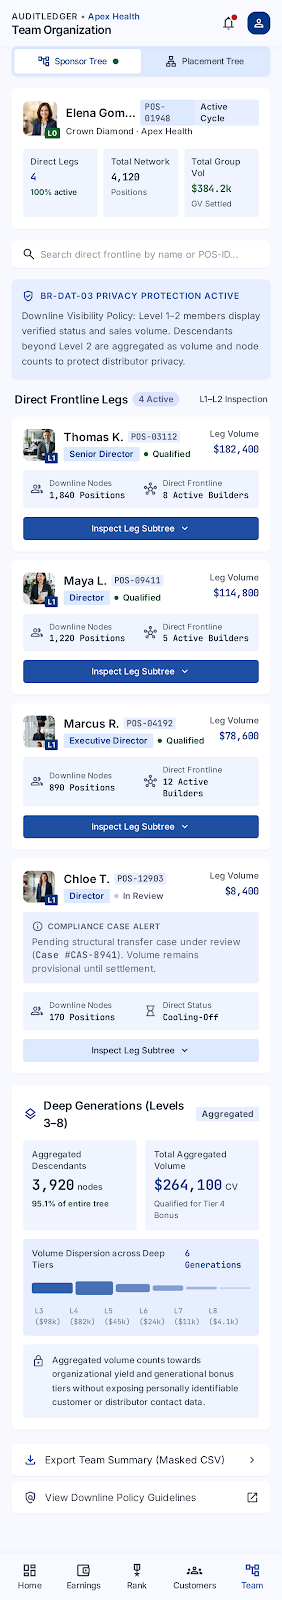 AUDITLEDGER • Apex Health
Team Organization
Sponsor Tree
Placement Tree
L0
Elena Gom...
POS-01948
Active Cycle
Crown Diamond · Apex Health
Direct Legs
4
100% active
Total Network
4,120
Positions
Total Group Vol
$384.2k
GV Settled
Search direct frontline by name or POS-ID...
BR-DAT-03 PRIVACY PROTECTION ACTIVE
Downline Visibility Policy: Level 1–2 members display
verified status and sales volume. Descendants
beyond Level 2 are aggregated as volume and node
counts to protect distributor privacy.
Direct Frontline Legs
4 Active
L1–L2 Inspection
L1
Thomas K. POS-03112
Senior Director • Qualified
Leg Volume
$182,400
Downline Nodes
1,840 Positions
Direct Frontline
8 Active Builders
Inspect Leg Subtree
L1
Maya L. POS-09411
Director • Qualified
Leg Volume
$114,800
Downline Nodes
1,220 Positions
Direct Frontline
5 Active Builders
Inspect Leg Subtree
L1
Marcus R. POS-04192
Executive Director • Qualified
Leg Volume
$78,600
Downline Nodes
890 Positions
Direct Frontline
12 Active
Builders
Inspect Leg Subtree
L1
Chloe T. POS-12903
Director • In Review
Leg Volume
$8,400
COMPLIANCE CASE ALERT
Pending structural transfer case under review
(Case #CAS-8941). Volume remains
provisional until settlement.
Downline Nodes
170 Positions
Direct Status
Cooling-Off
Inspect Leg Subtree
Deep Generations (Levels
3–8)
Aggregated
Aggregated
Descendants
3,920 nodes
95.1% of entire tree
Total Aggregated
Volume
$264,100 CV
Qualified for Tier 4
Bonus
Volume Dispersion across Deep
Tiers
6
Generations
L3 L4 L5 L6 L7 L8
($98k) ($82k) ($45k) ($24k) ($11k) ($4.1k)
Aggregated volume counts towards
organizational yield and generational bonus
tiers without exposing personally identifiable
customer or distributor contact data.
Export Team Summary (Masked CSV)
View Downline Policy Guidelines
Home
Earnings
Rank
Customers
Team